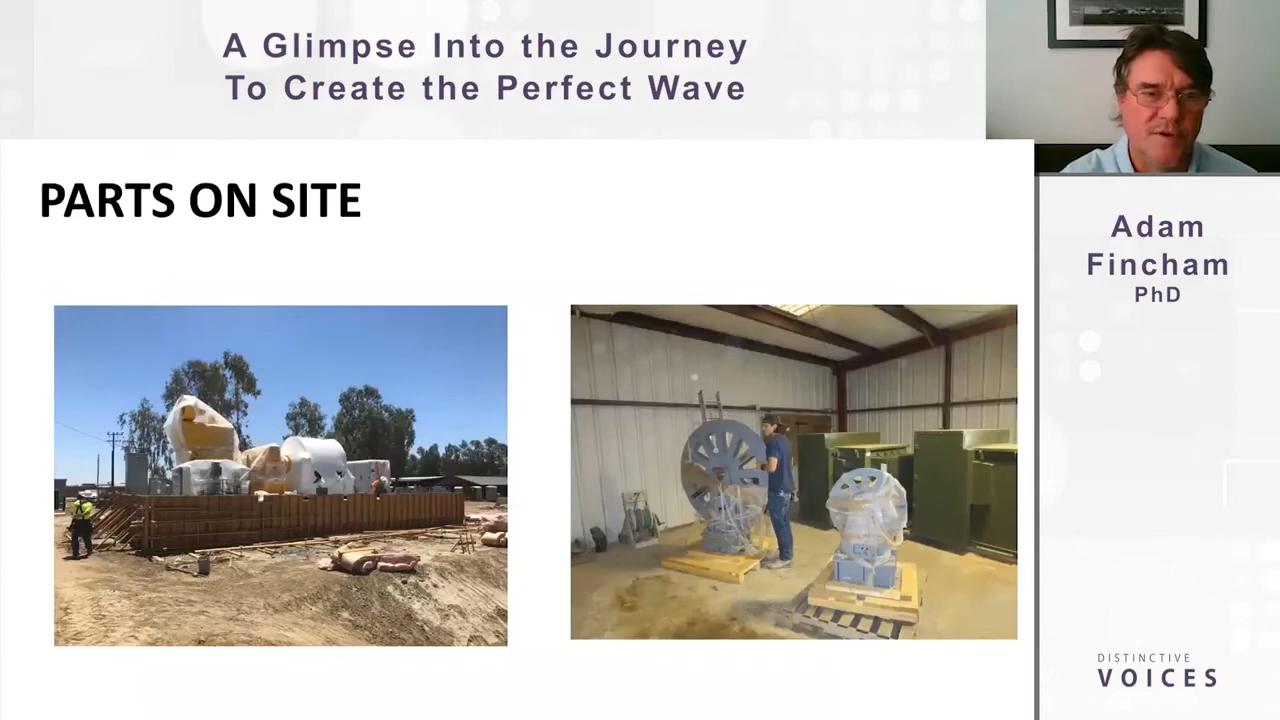 A Glimpse Into the Journey
To Create the Perfect Wave
PARTS ON SITE
Adam
Fincham
PhD
DISTINCTIVE
VOICES